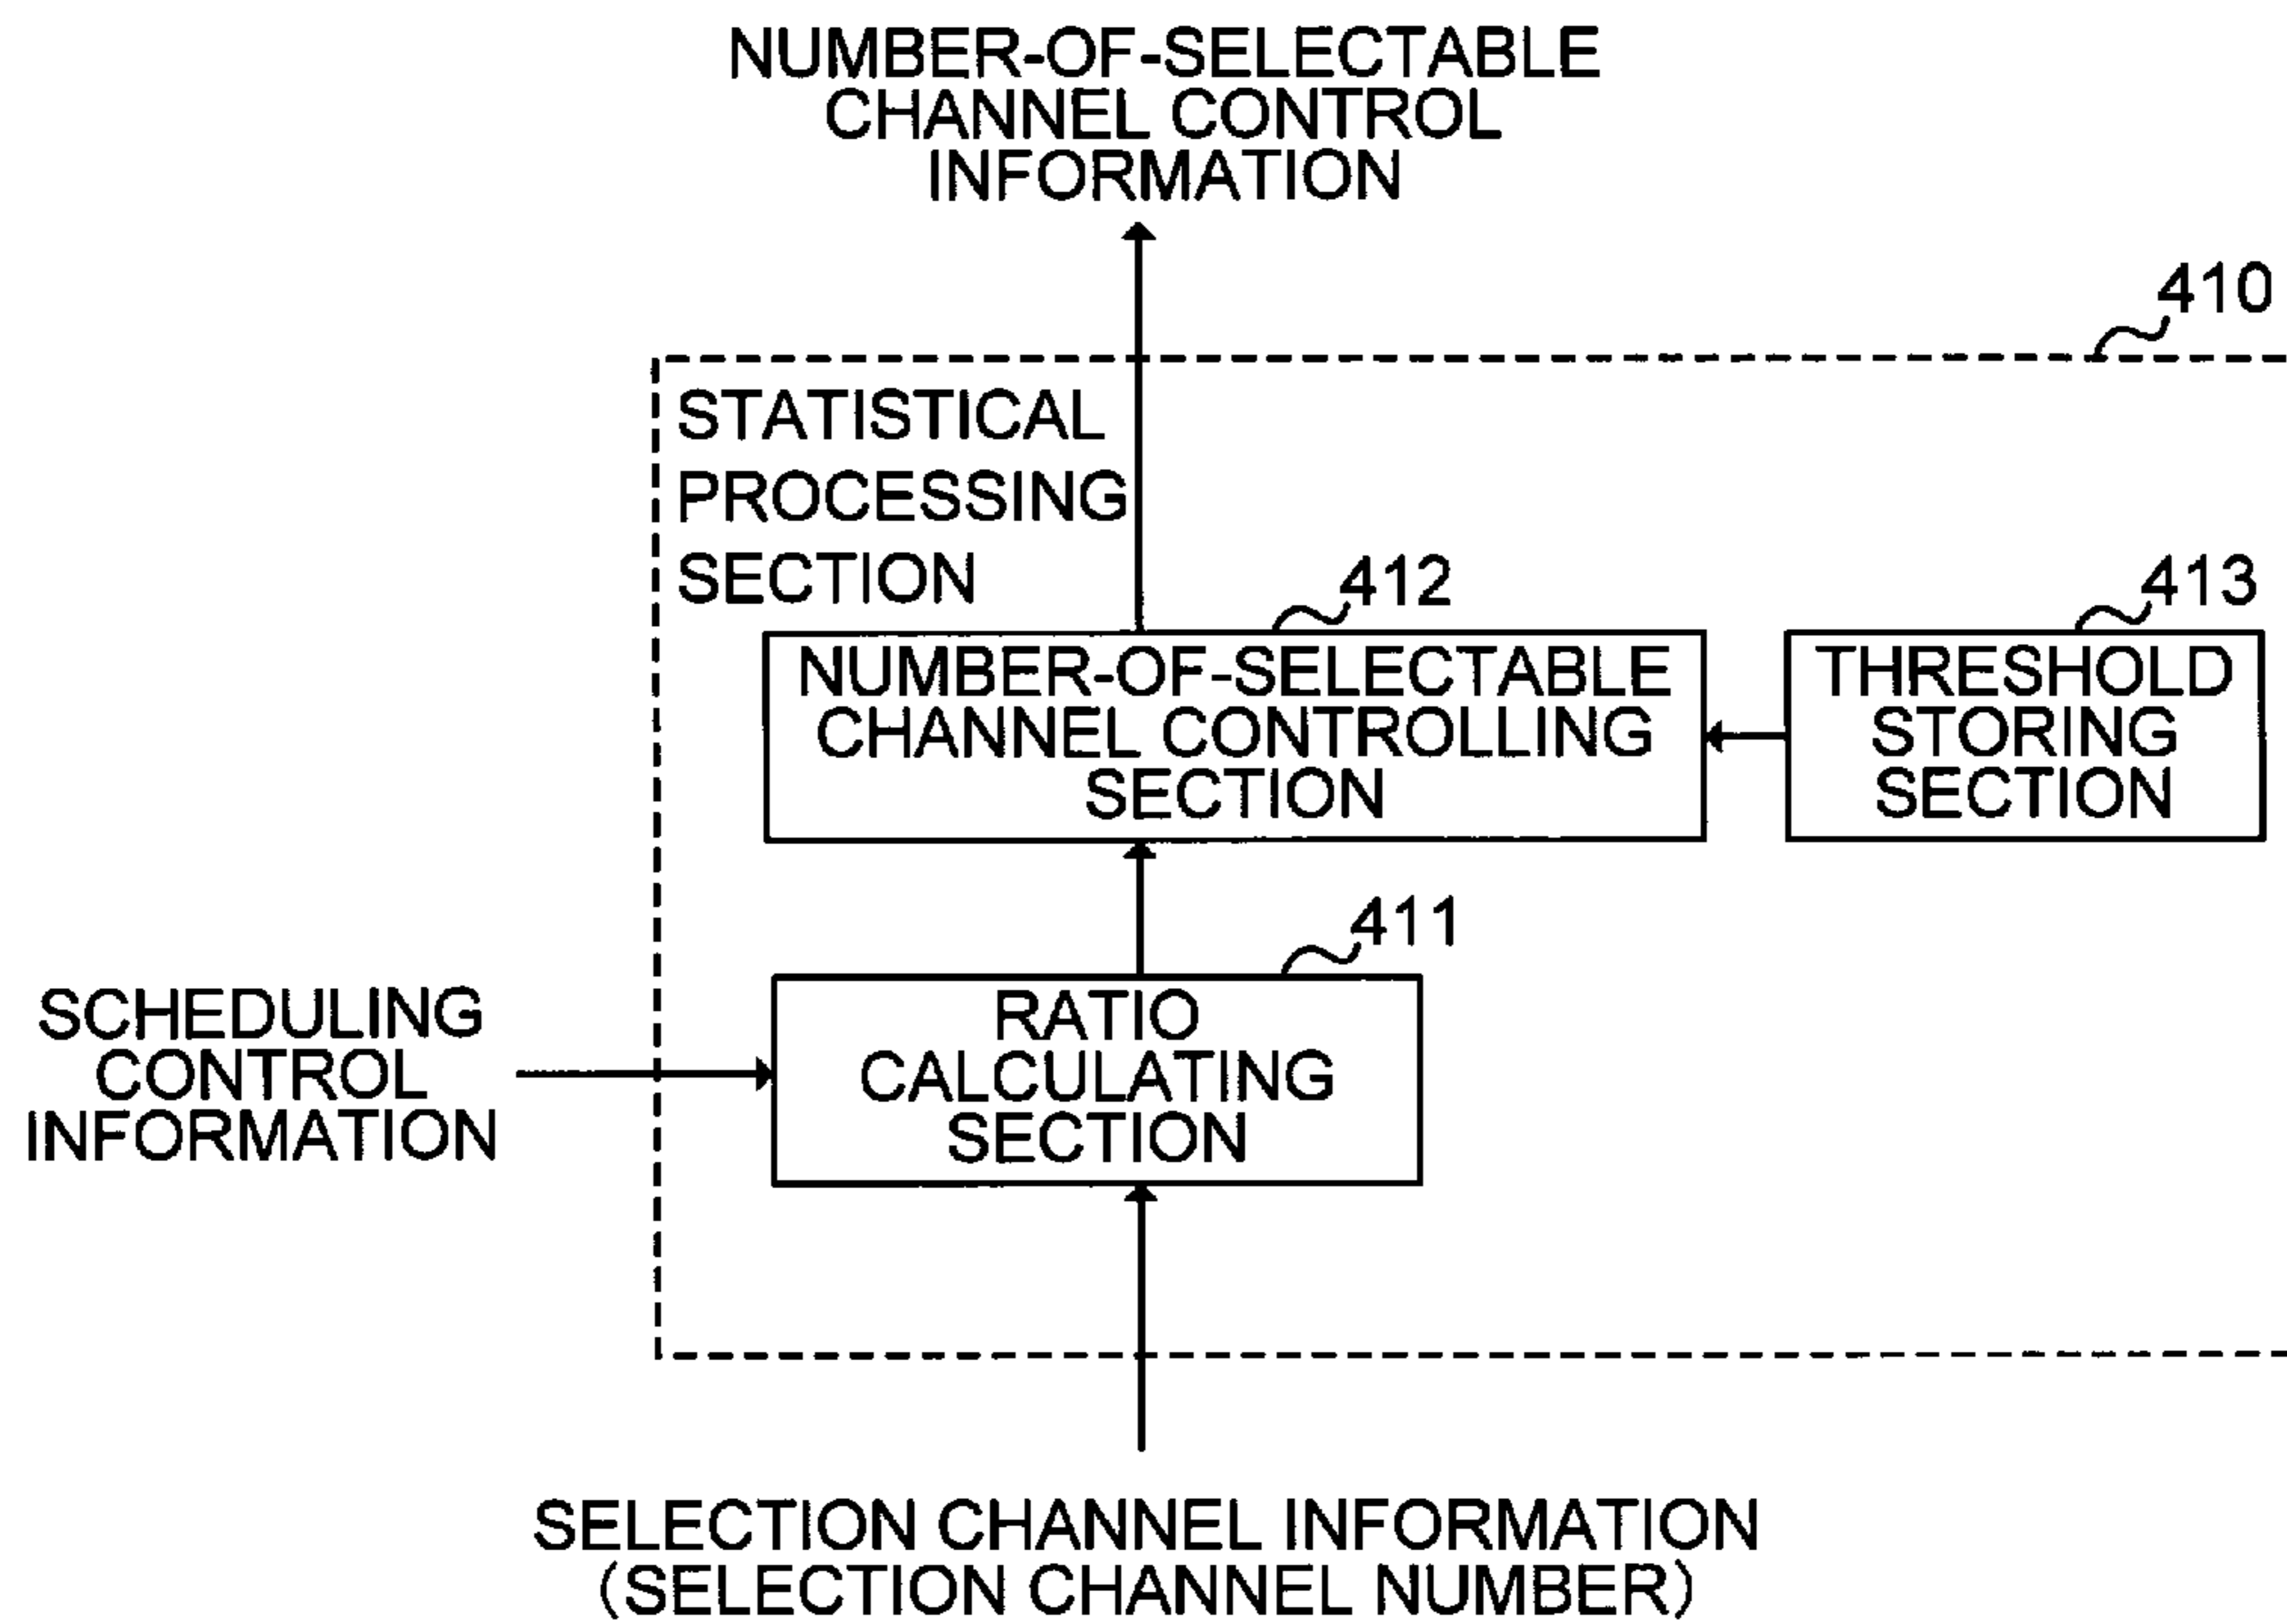 NUMBER-OF-SELECTABLE
CHANNEL CONTROL
INFORMATION
410
STATISTICAL
PROCESSING
SECTION
412
413
NUMBER-OF-SELECTABLE
CHANNEL CONTROLLING
SECTION
THRESHOLD
STORING
SECTION
411
SCHEDULING
CONTROL
INFORMATION
RATIO
CALCULATING
SECTION
SELECTION CHANNEL INFORMATION
(SELECTION CHANNEL NUMBER)